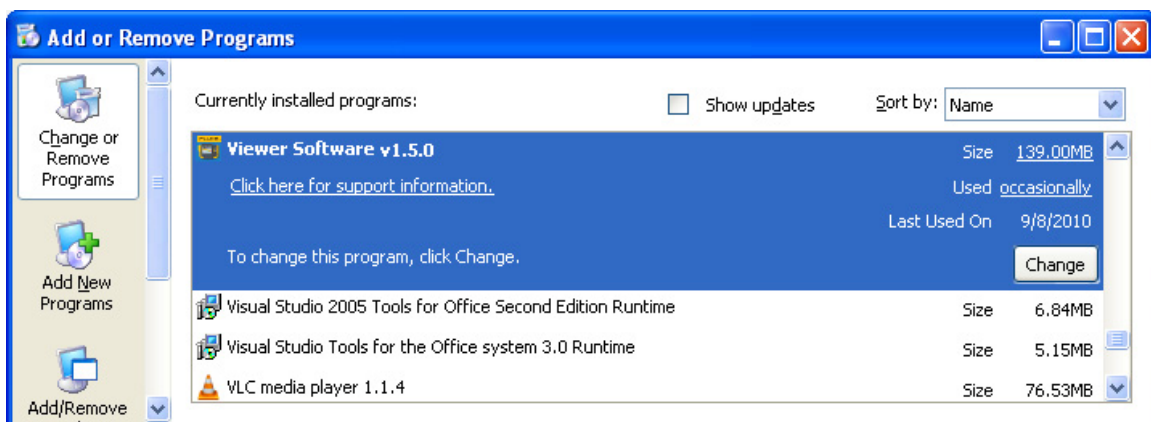 Add or Remove Programs
Change or
Remove
Programs
Add New
Programs
Add/Remove
Currently installed programs:
Show updates
Sort by: Name
Viewer Software v1.5.0 Size 139.00MB
Click here for support information. Used occasionally
Last Used On 9/8/2010
To change this program, click Change. Change
Visual Studio 2005 Tools for Office Second Edition Runtime Size 6.84MB
Visual Studio Tools for the Office system 3.0 Runtime Size 5.15MB
VLC media player 1.1.4 Size 76.53MB